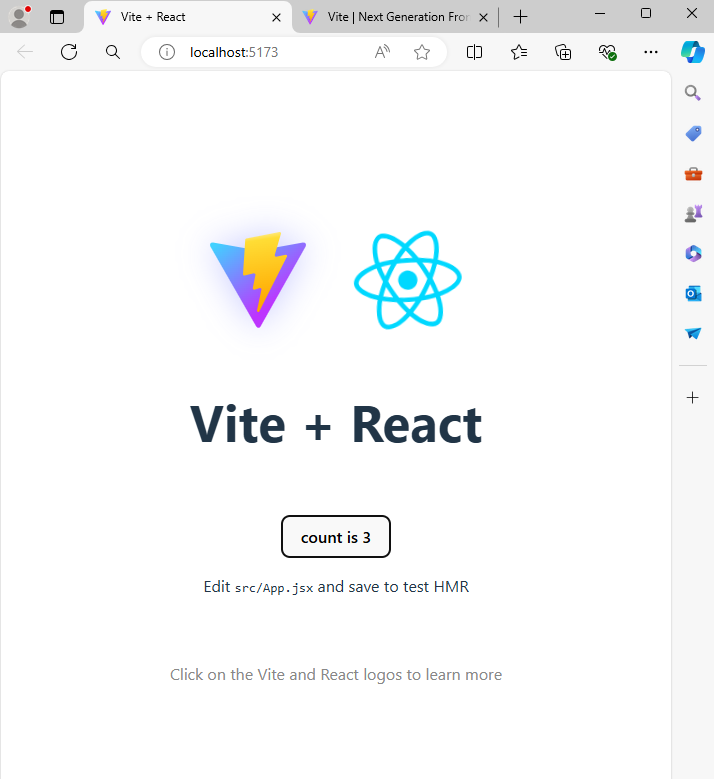 Vite + React
Vite | Next Generation Fron
localhost:5173
Vite + React
count is 3
Edit src/App.jsx and save to test HMR
Click on the Vite and React logos to learn more